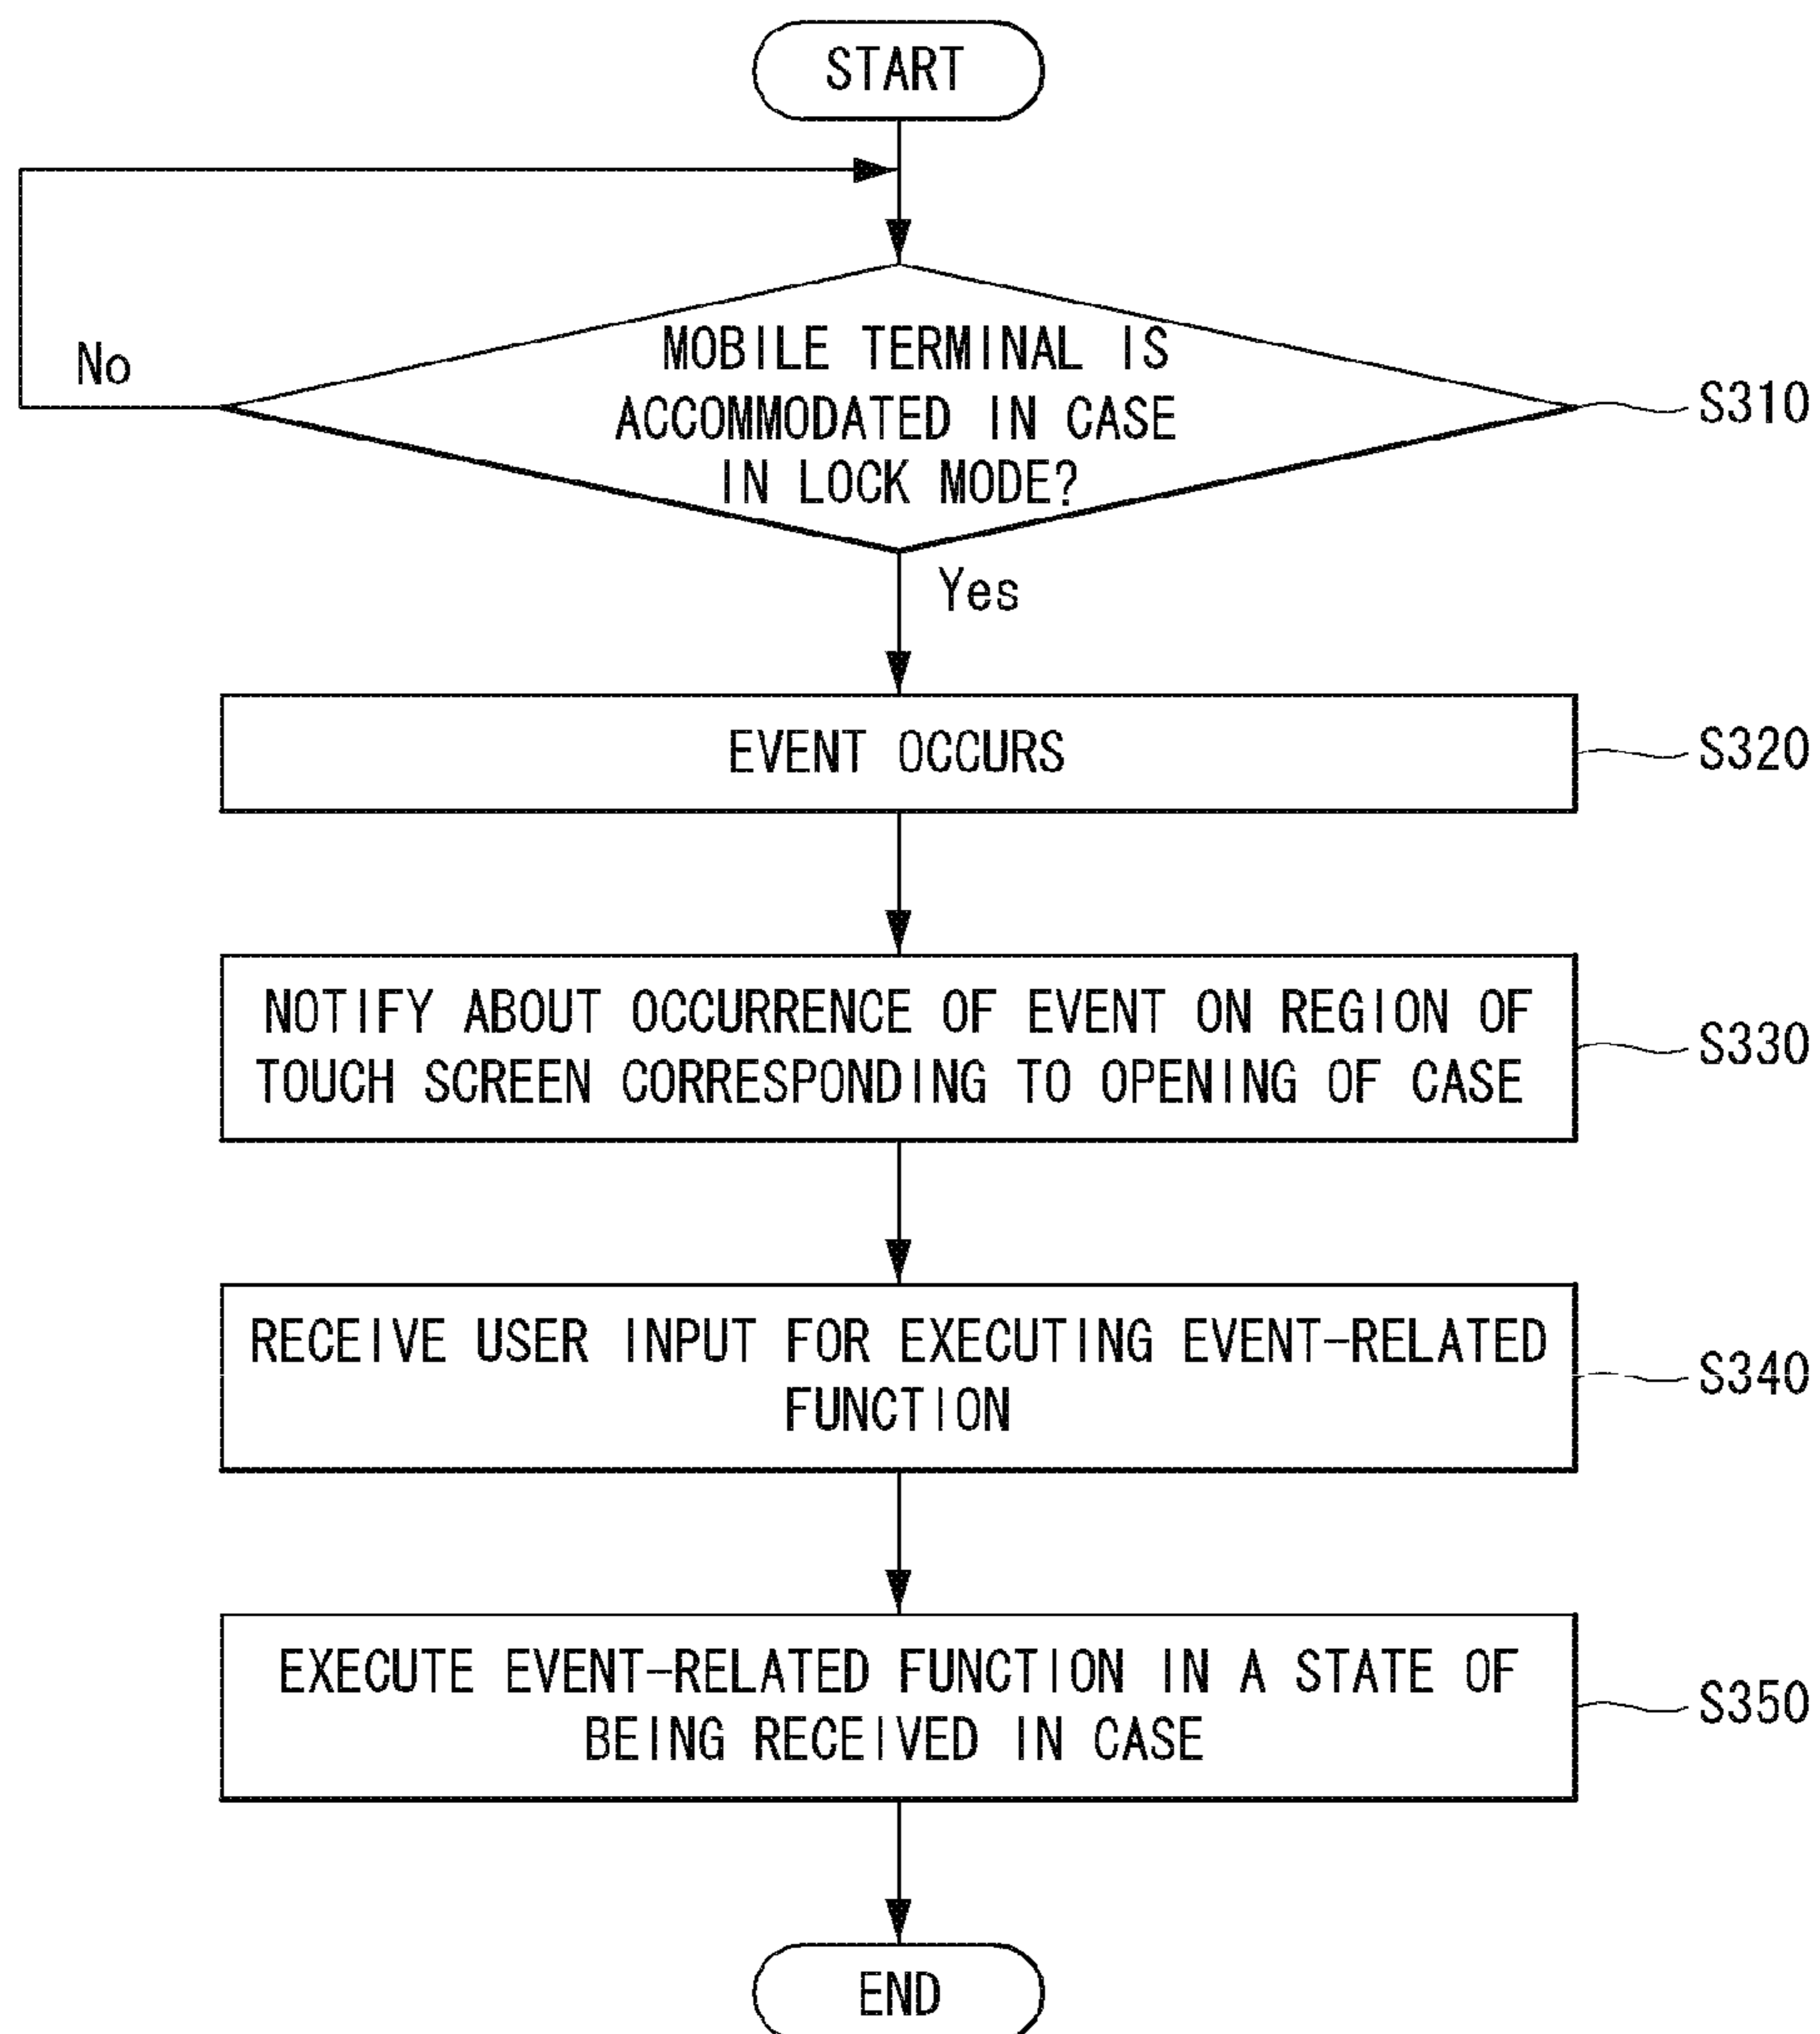 START
No
MOBILE TERMINAL IS
ACCOMMODATED IN CASE
IN LOCK MODE?
S310
Yes
EVENT OCCURS
S320
NOTIFY ABOUT OCCURRENCE OF EVENT ON REGION OF
TOUCH SCREEN CORRESPONDING TO OPENING OF CASE
S330
RECEIVE USER INPUT FOR EXECUTING EVENT-RELATED
FUNCTION
S340
EXECUTE EVENT-RELATED FUNCTION IN A STATE OF
BEING RECEIVED IN CASE
S350
END